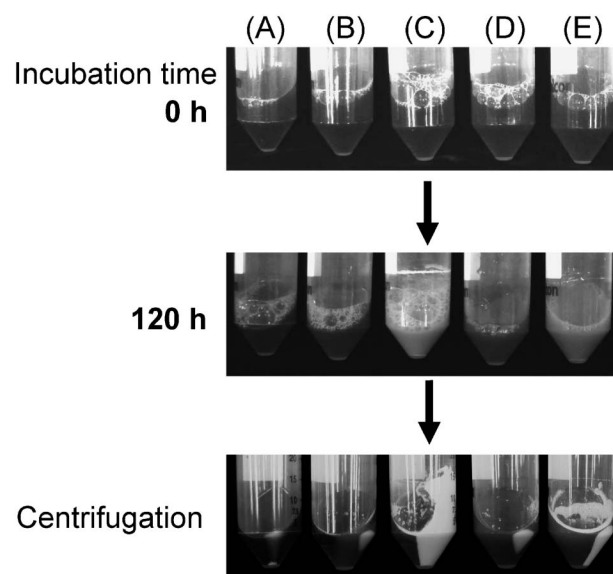 (A) (B) (C) (D) (E)
Incubation time
0 h
120 h
Centrifugation